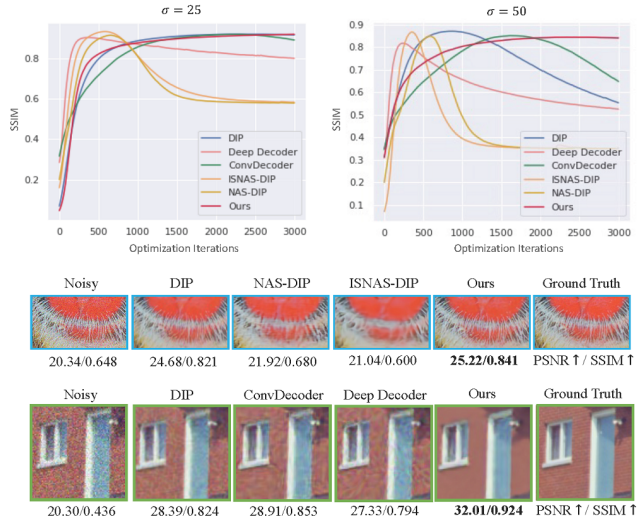 σ = 25
σ = 50
SSIM
0.8
0.6
0.4
0.2
DIP
Deep Decoder
ConvDecoder
ISNAS-DIP
NAS-DIP
Ours
0 500 1000 1500 2000 2500 3000
Optimization Iterations
SSIM
0.9
0.8
0.7
0.6
0.5
0.4
0.3
0.2
0.1
DIP
Deep Decoder
ConvDecoder
ISNAS-DIP
NAS-DIP
Ours
0 500 1000 1500 2000 2500 3000
Optimization Iterations
Noisy DIP NAS-DIP ISNAS-DIP Ours Ground Truth
20.34/0.648 24.68/0.821 21.92/0.680 21.04/0.600 25.22/0.841 PSNR↑/ SSIM↑
Noisy DIP ConvDecoder Deep Decoder Ours Ground Truth
20.30/0.436 28.39/0.824 28.91/0.853 27.33/0.794 32.01/0.924 PSNR↑/ SSIM↑